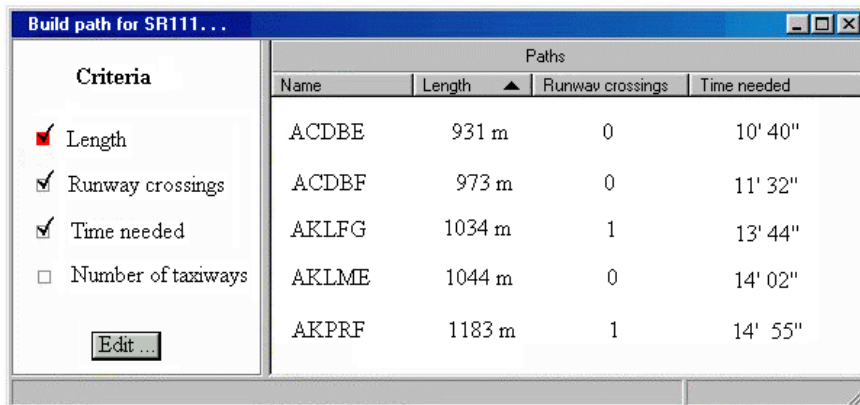 Build path for SR111...
Criteria
Length
Runway crossings
Time needed
Number of taxiways
Edit ...
Paths
Name Length Runway crossings Time needed
ACDBE 931 m 0 10' 40"
ACDBF 973 m 0 11' 32"
AKLFG 1034 m 1 13' 44"
AKLME 1044 m 0 14' 02"
AKPRF 1183 m 1 14' 55"